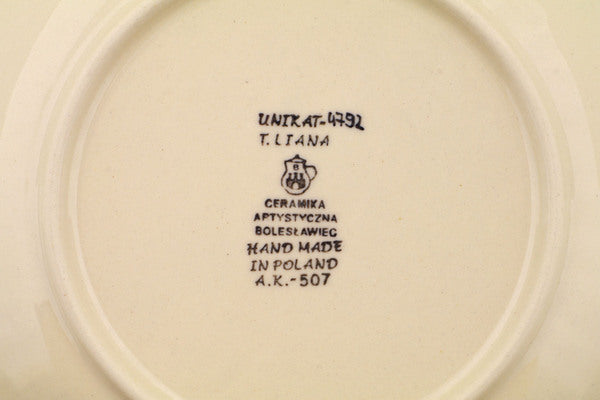 UNIKAT-4792
T. LIANA
B
CERAMIKA
ARTYSTYCZNA
BOLESŁAWIEC
HAND MADE
IN POLAND
A.K.-507